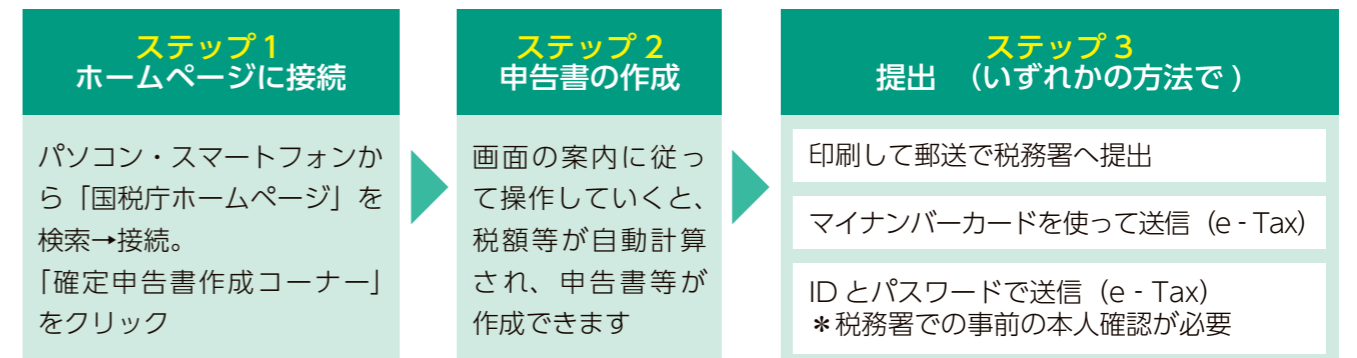 ステップ1
ホームページに接続
パソコン・スマートフォンか
ら「国税庁ホームページ」を
検索→接続。
「確定申告書作成コーナー」
をクリック
ステップ2
申告書の作成
画面の案内に従っ
て操作していくと、
税額等が自動計算
され、申告書等が
作成できます
ステップ3
提出　（いずれかの方法で）
印刷して郵送で税務署へ提出
マイナンバーカードを使って送信（e‐Tax）
IDとパスワードで送信（e‐Tax）
＊税務署での事前の本人確認が必要